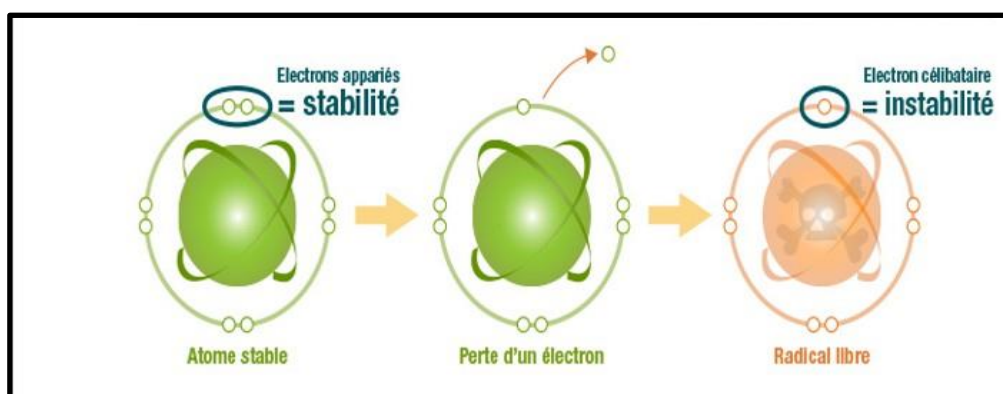 Electrons appariés
= stabilité
Electron célibataire
= instabilité
Atome stable
Perte d'un électron
Radical libre